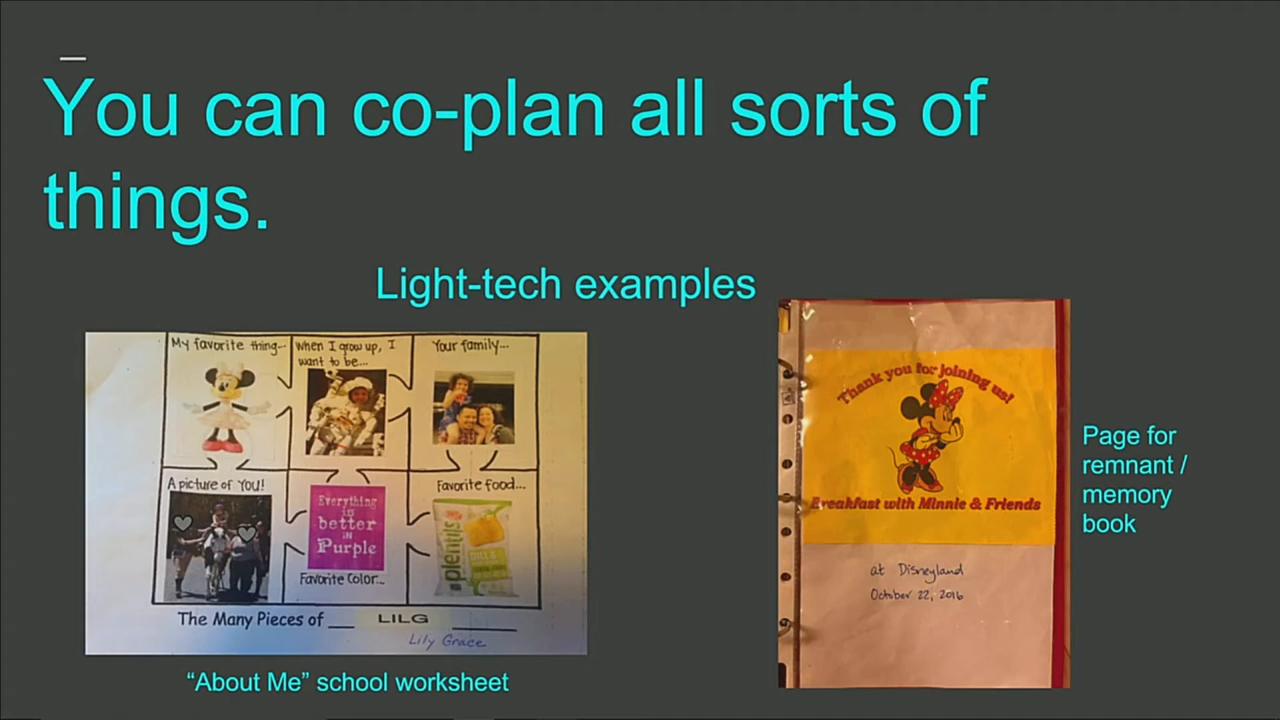 You can co-plan all sorts of
things.
Light-tech examples
My favorite thing...
When I grow up, I
want to be...
Your family...
A picture of You!
Everything
is
better
in
Purple
Favorite Color...
Favorite food...
plentils
DILL &
The Many Pieces of __ LILG ______
Lily Grace
"About Me" school worksheet
Thank you for joining us!
Breakfast with Minnie & Friends
at Disneyland
October 22, 2016
Page for
remnant /
memory
book